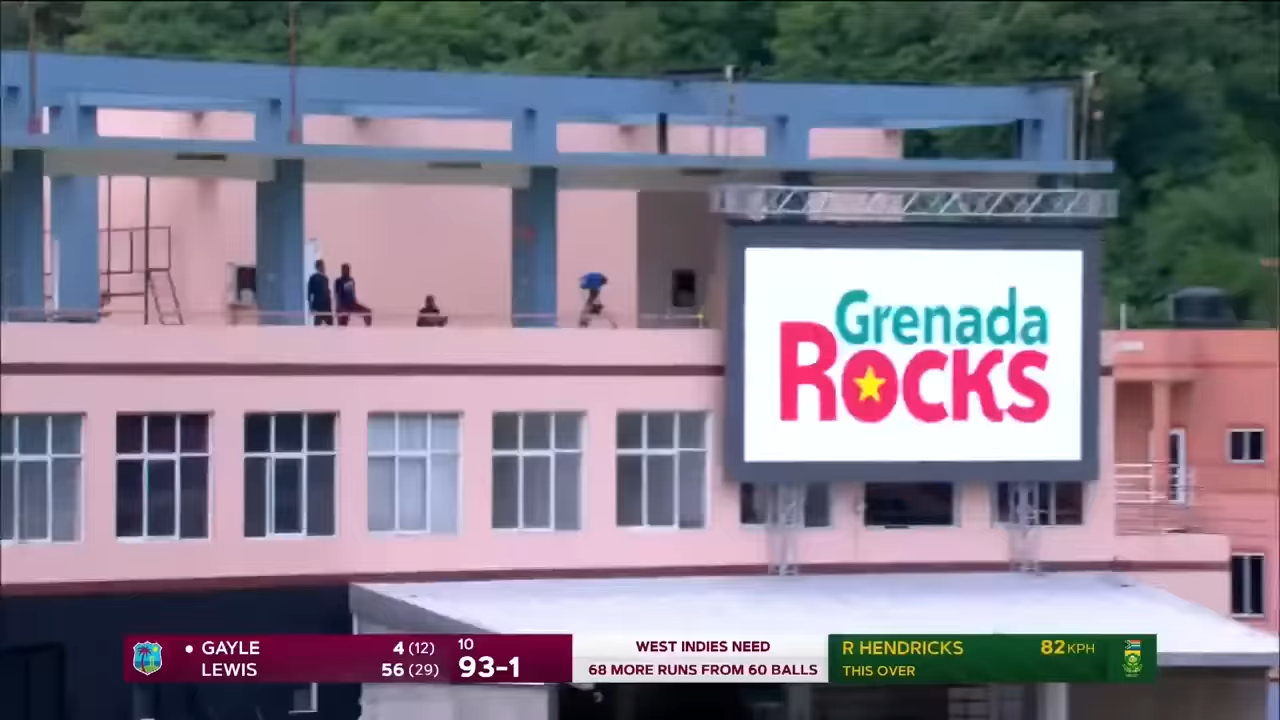 Grenada
ROCKS
GAYLE 4 (12)
LEWIS 56 (29)
10
93-1
WEST INDIES NEED
68 MORE RUNS FROM 60 BALLS
R HENDRICKS 82 KPH
THIS OVER